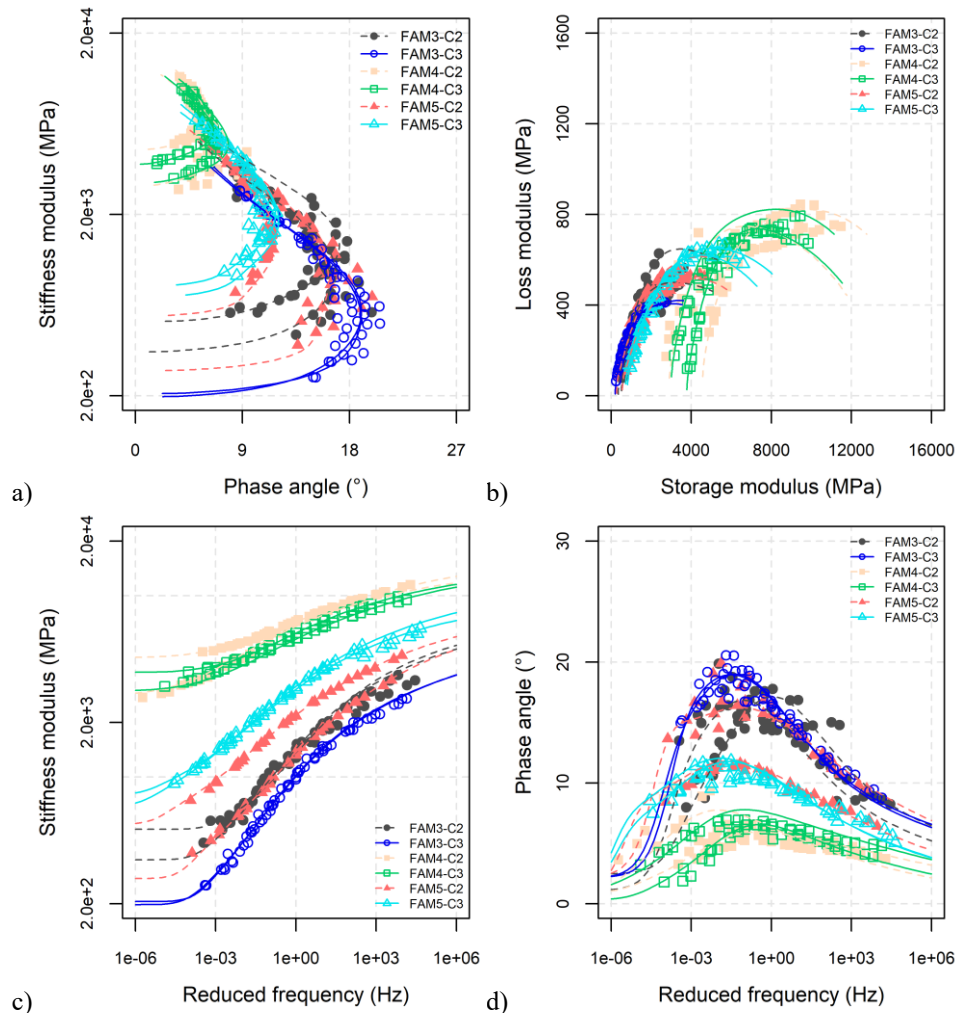 2.0e+4
2.0e+3
2.0e+2
Stiffness modulus (MPa)
FAM3-C2
FAM3-C3
FAM4-C2
FAM4-C3
FAM5-C2
FAM5-C3
0 9 18 27
Phase angle (°)
a)
1600
1200
800
400
0
Loss modulus (MPa)
FAM3-C2
FAM3-C3
FAM4-C2
FAM4-C3
FAM5-C2
FAM5-C3
0 4000 8000 12000 16000
Storage modulus (MPa)
b)
2.0e+4
2.0e+3
2.0e+2
Stiffness modulus (MPa)
FAM3-C2
FAM3-C3
FAM4-C2
FAM4-C3
FAM5-C2
FAM5-C3
1e-06 1e-03 1e+00 1e+03 1e+06
Reduced frequency (Hz)
c)
30
20
10
0
Phase angle (°)
FAM3-C2
FAM3-C3
FAM4-C2
FAM4-C3
FAM5-C2
FAM5-C3
1e-06 1e-03 1e+00 1e+03 1e+06
Reduced frequency (Hz)
d)